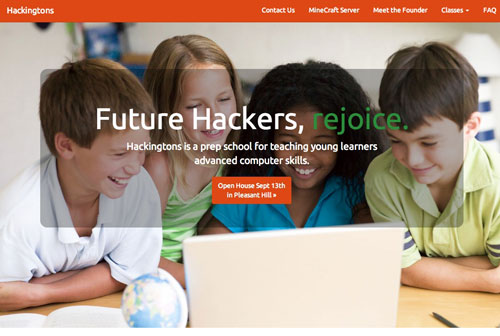 Hackingtons
Contact Us MineCraft Server Meet the Founder Classes FAQ
Future Hackers, rejoice.
Hackingtons is a prep school for teaching young learners
advanced computer skills.
Open House Sept 13th
in Pleasant Hill »